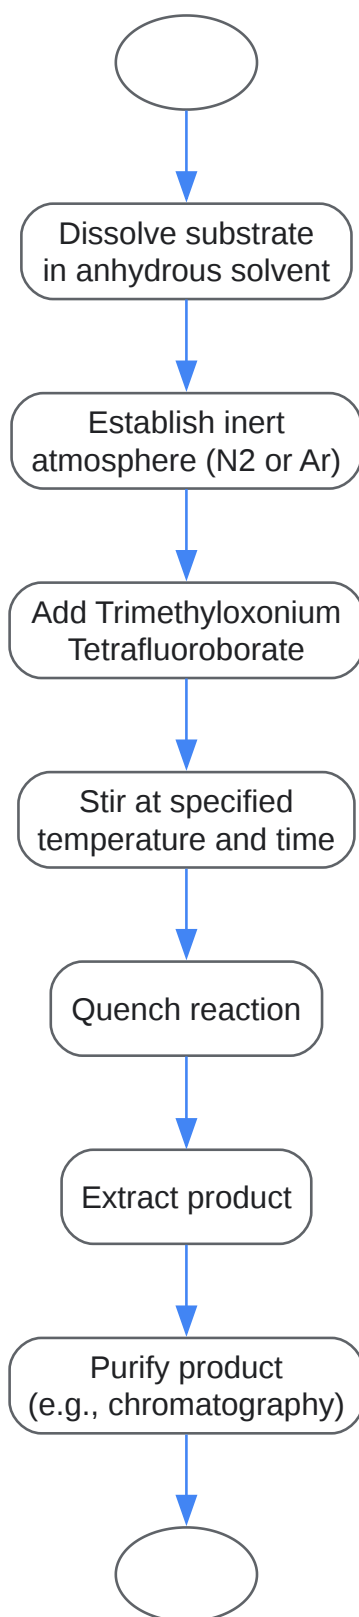 Dissolve substrate
in anhydrous solvent
Establish inert
atmosphere (N2 or Ar)
Add Trimethyloxonium
Tetrafluoroborate
Stir at specified
temperature and time
Quench reaction
Extract product
Purify product
(e.g., chromatography)